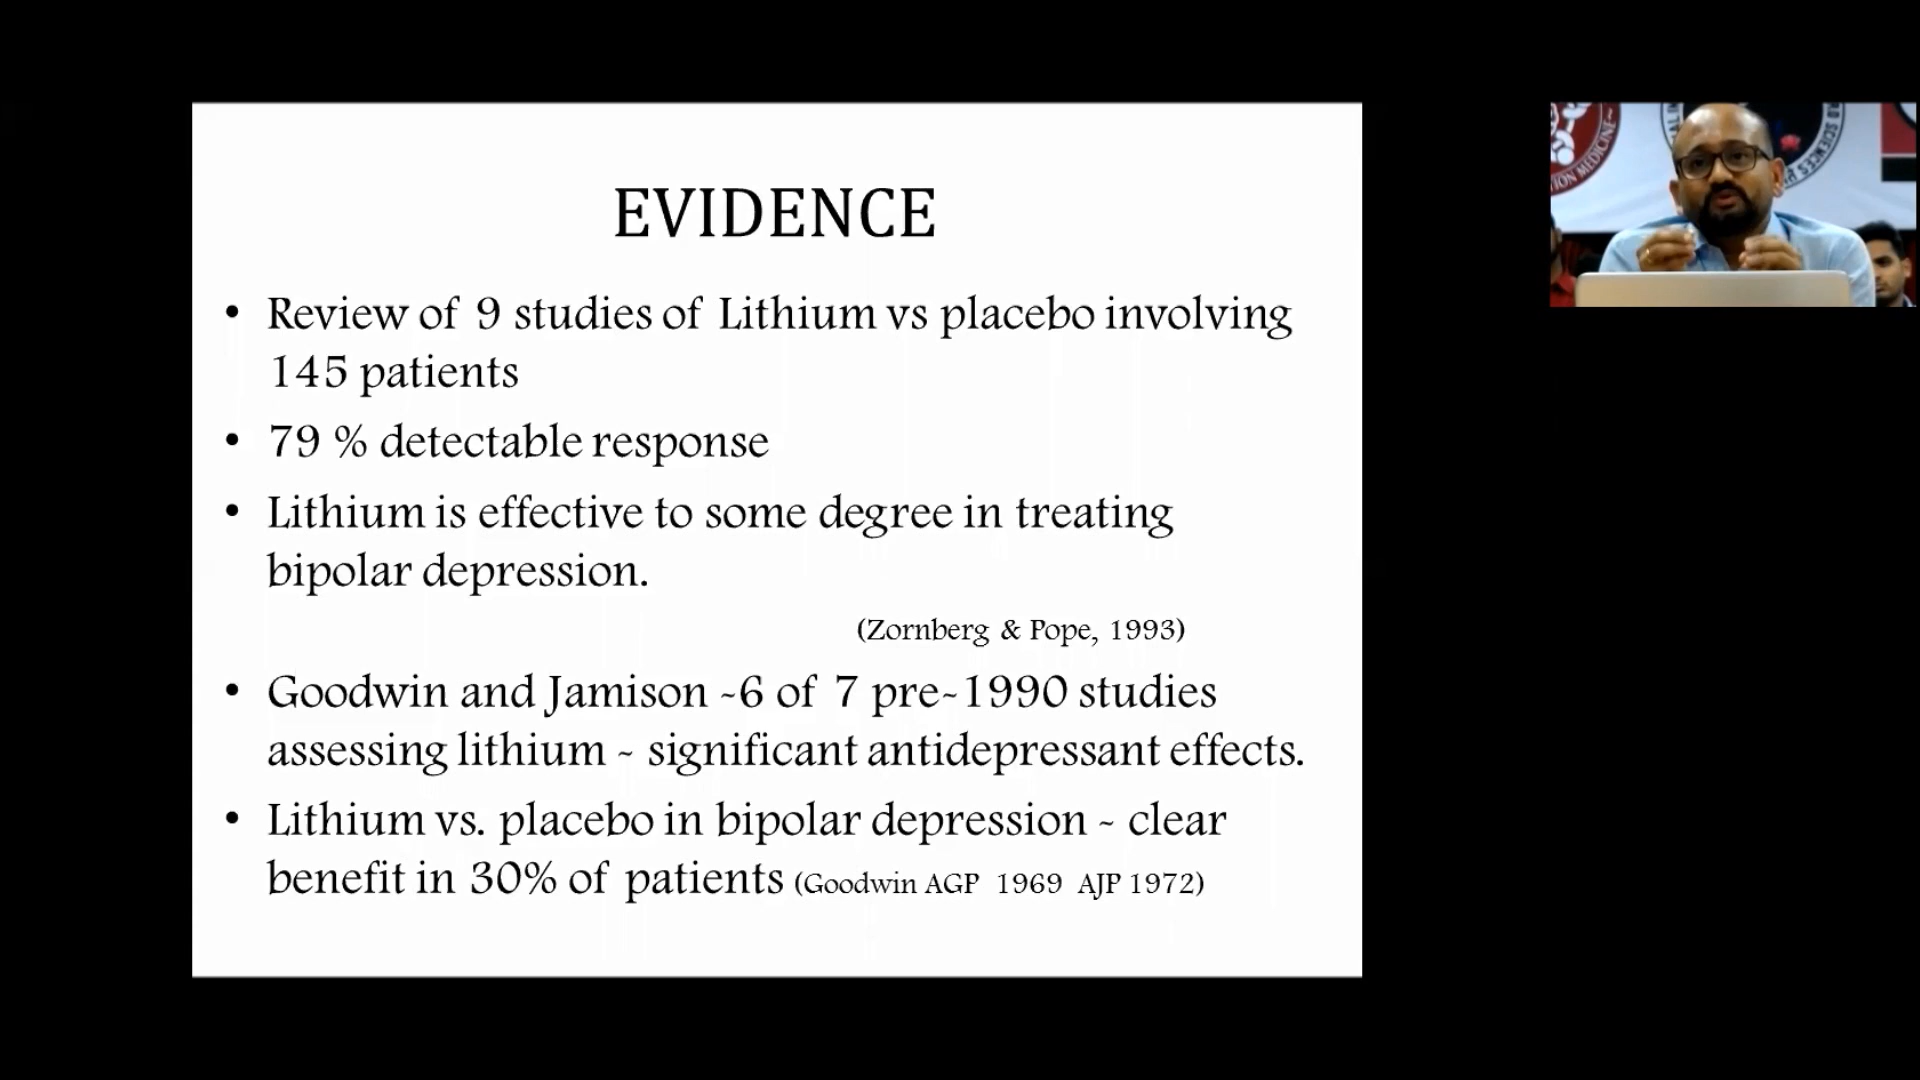 EVIDENCE
• Review of 9 studies of Lithium vs placebo involving
145 patients
• 79 % detectable response
• Lithium is effective to some degree in treating
bipolar depression.
(Zornberg & Pope, 1993)
• Goodwin and Jamison -6 of 7 pre-1990 studies
assessing lithium - significant antidepressant effects.
• Lithium vs. placebo in bipolar depression - clear
benefit in 30% of patients (Goodwin AGP 1969 AJP 1972)
MEDICINE
SCIENCES